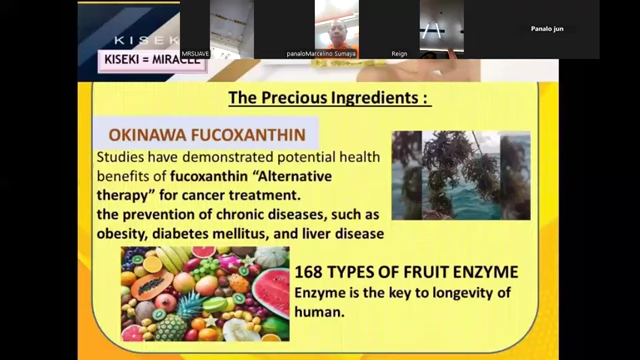 KISEKI
KISEKI = MIRACLE
MRSUAVE
panaloMarcelino Sumaya
Reign
Panalo jun
The Precious Ingredients :
OKINAWA FUCOXANTHIN
Studies have demonstrated potential health
benefits of fucoxanthin “Alternative
therapy” for cancer treatment.
the prevention of chronic diseases, such as
obesity, diabetes mellitus, and liver disease
168 TYPES OF FRUIT ENZYME
Enzyme is the key to longevity of
human.